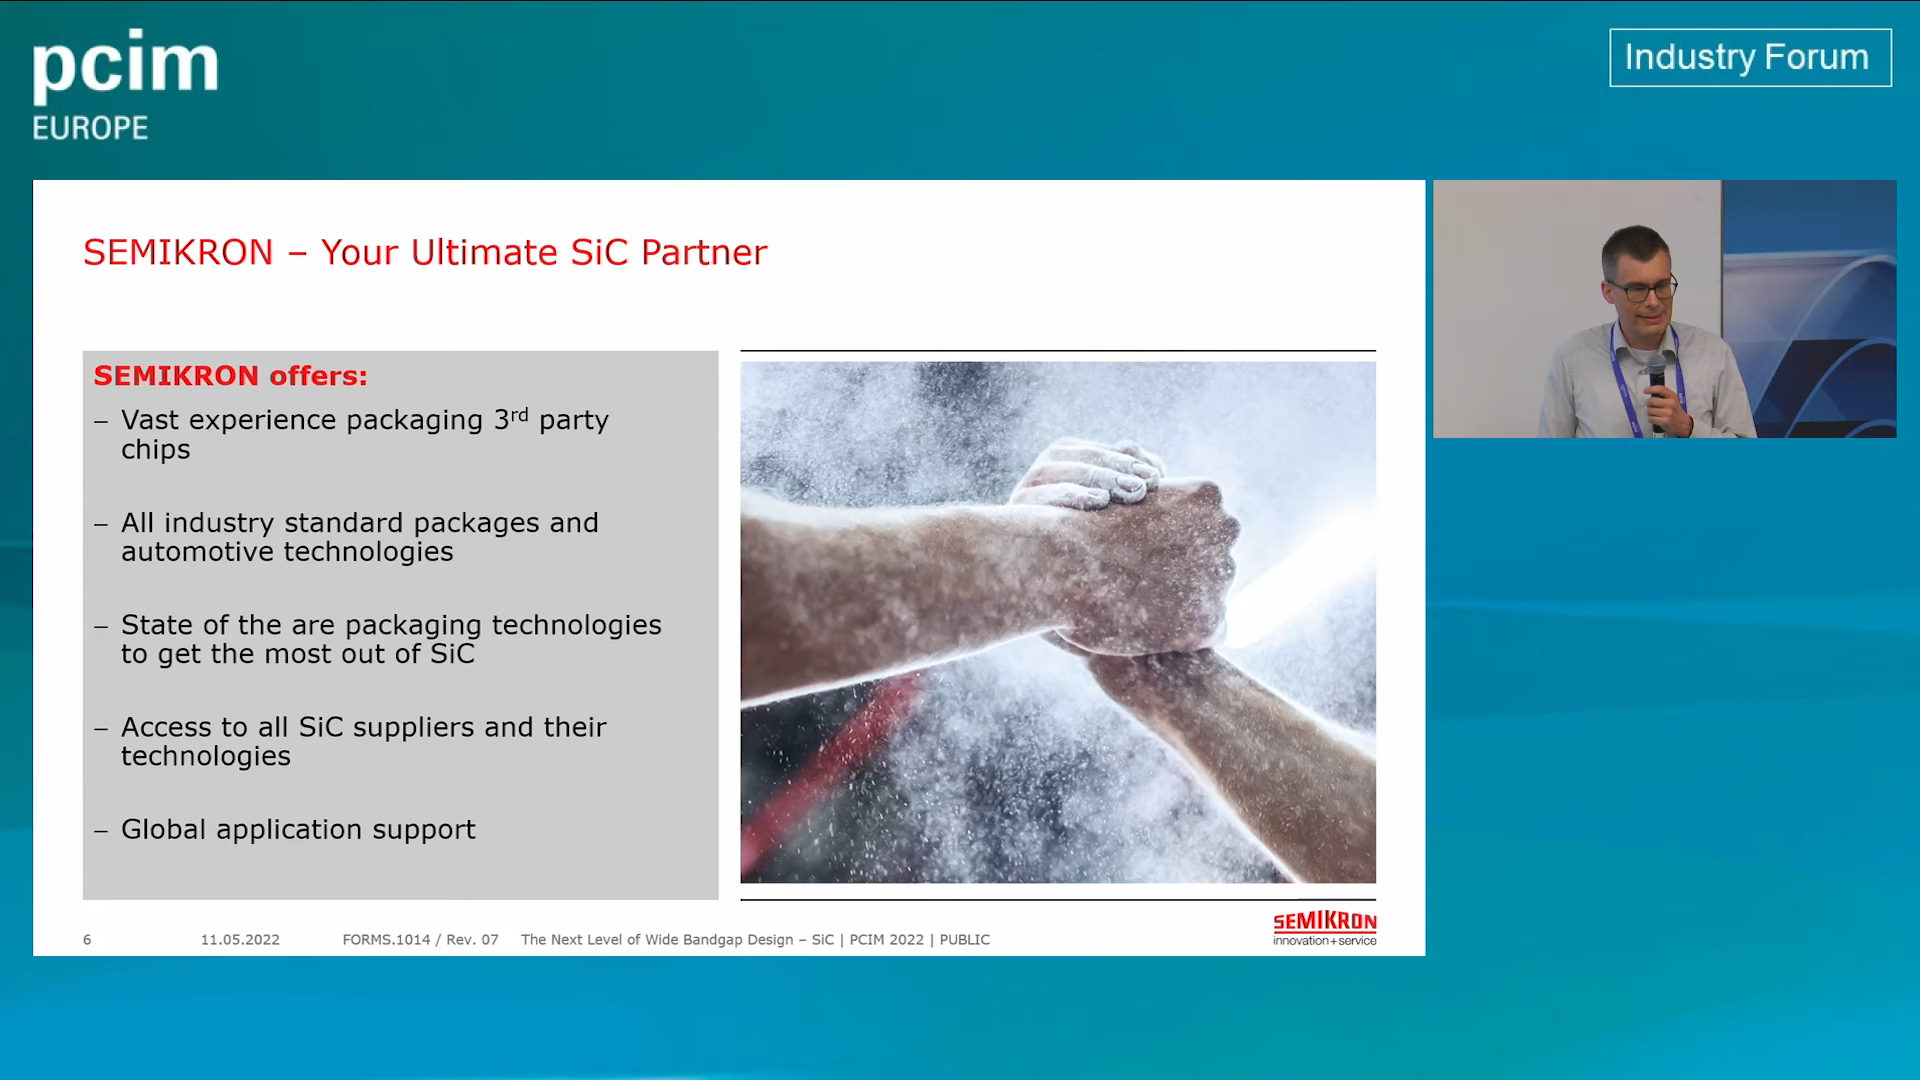 pcim
EUROPE
Industry Forum
SEMIKRON – Your Ultimate SiC Partner
SEMIKRON offers:
– Vast experience packaging 3rd party
chips
– All industry standard packages and
automotive technologies
– State of the are packaging technologies
to get the most out of SiC
– Access to all SiC suppliers and their
technologies
– Global application support
6 11.05.2022 FORMS.1014 / Rev. 07 The Next Level of Wide Bandgap Design – SiC | PCIM 2022 | PUBLIC
SEMIKRON
innovation+service